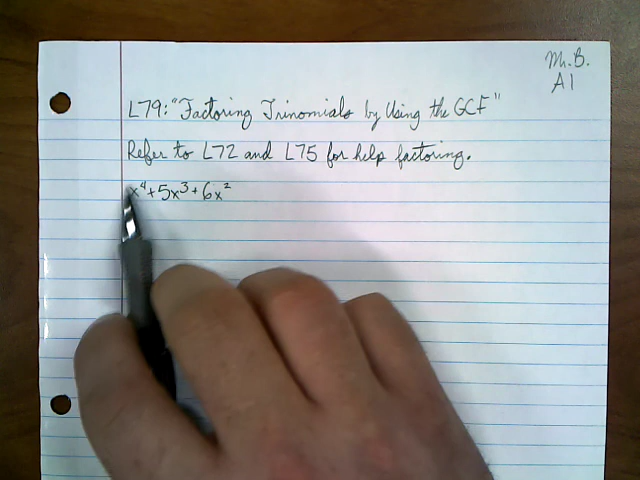 Mr. B.
A1
L79: "Factoring Trinomials by Using the GCF"
Refer to L72 and L75 for help factoring.
x⁴+5x³+6x²